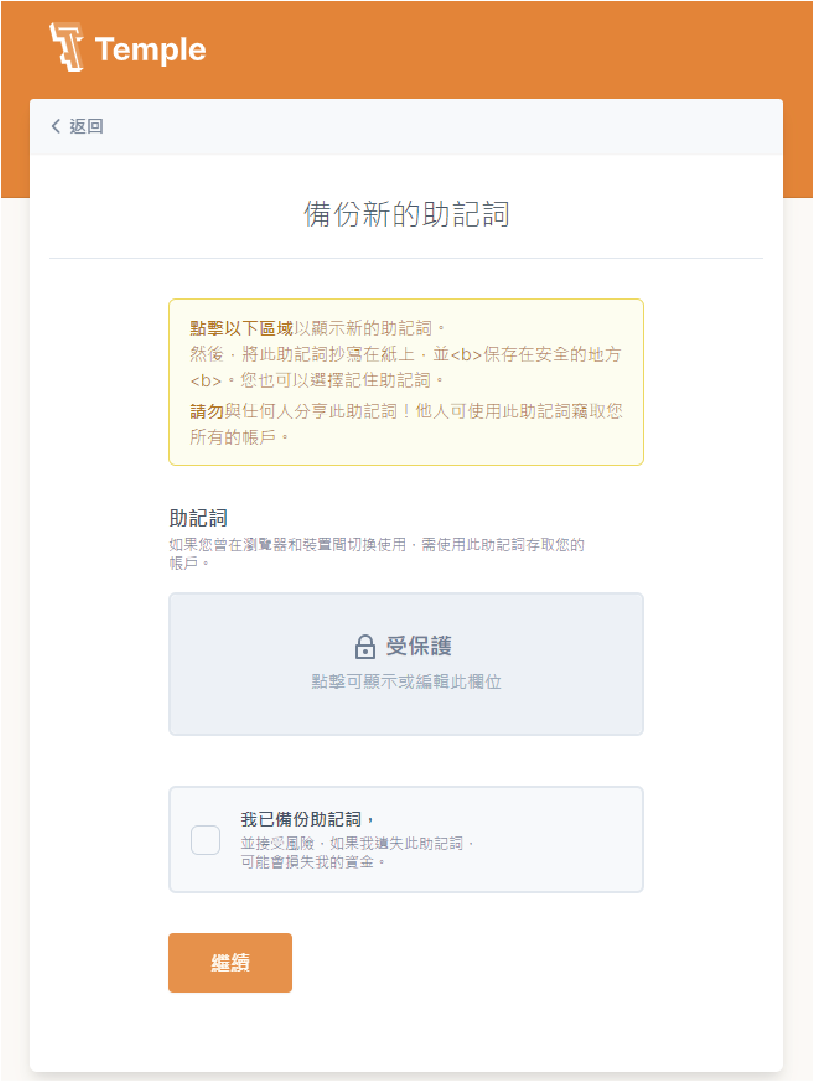 Temple
返回
備份新的助記詞
點擊以下區域以顯示新的助記詞。
然後，將此助記詞抄寫在紙上，並<b>保存在安全的地方
<b>。您也可以選擇記住助記詞。
請勿與任何人分享此助記詞！他人可使用此助記詞竊取您
所有的帳戶。
助記詞
如果您曾在瀏覽器和裝置間切換使用，需使用此助記詞存取您的
帳戶。
受保護
點擊可顯示或編輯此欄位
我已備份助記詞，
並接受風險，如果我遺失此助記詞，
可能會損失我的資金。
繼續